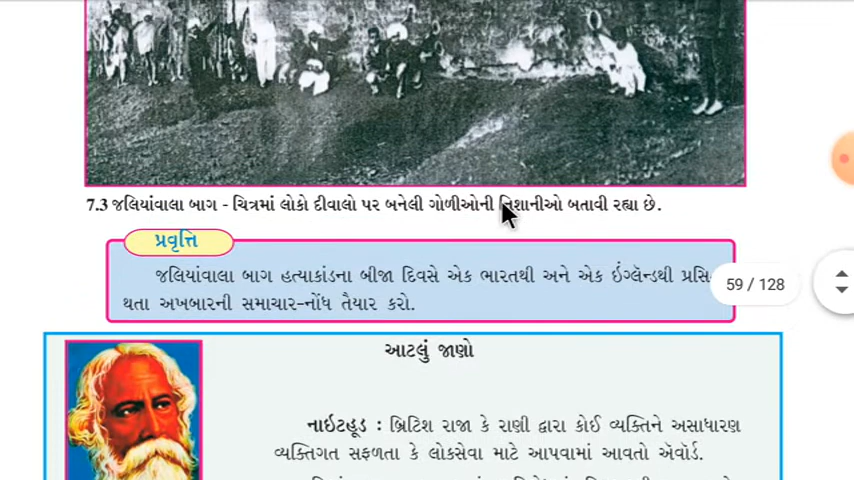 7.3 જલિયાંવાલા બાગ - ચિત્રમાં લોકો દીવાલો પર બનેલી ગોળીઓની નિશાનીઓ બતાવી રહ્યા છે.
પ્રવૃત્તિ
જલિયાંવાલા બાગ હત્યાકાંડના બીજા દિવસે એક ભારતથી અને એક ઇંગ્લૅન્ડથી
થતા અખબારની સમાચાર-નોંધ તૈયાર કરો.
59 / 128
આટલું જાણો
નાઇટહૂડ : બ્રિટિશ રાજા કે રાણી દ્વારા કોઈ વ્યક્તિને અસાધારણ
વ્યક્તિગત સફળતા કે લોકસેવા માટે આપવામાં આવતો ઍવૉર્ડ.